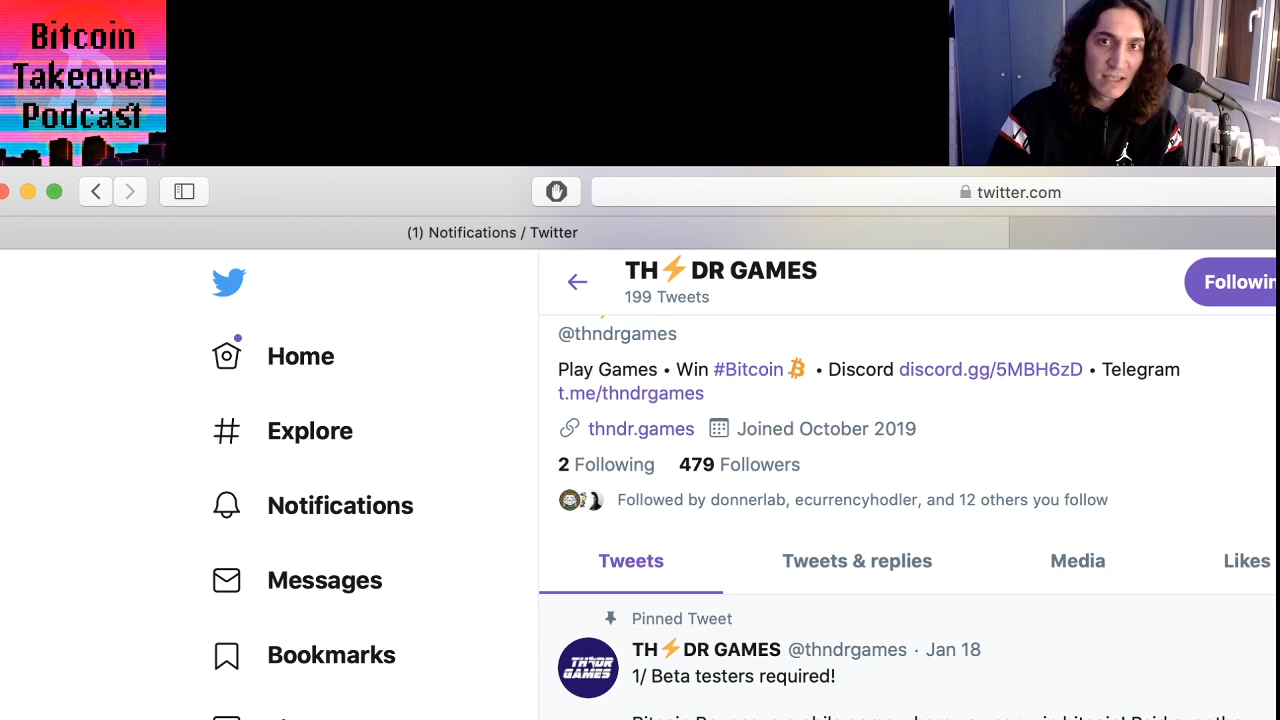 Bitcoin
Takeover
Podcast
twitter.com
(1) Notifications / Twitter
TH⚡DR GAMES
199 Tweets
Followin
@thndrgames
Play Games • Win #Bitcoin • Discord discord.gg/5MBH6zD • Telegram
t.me/thndrgames
thndr.games Joined October 2019
2 Following 479 Followers
Followed by donnerlab, ecurrencyhodler, and 12 others you follow
Home
Explore
Notifications
Messages
Bookmarks
Tweets Tweets & replies Media Likes
Pinned Tweet
TH⚡DR GAMES @thndrgames · Jan 18
1/ Beta testers required!
TH⚡DR
GAMES